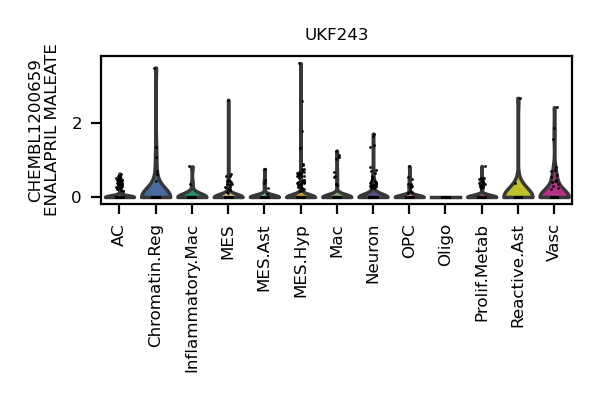 UKF243
CHEMBL1200659
ENALAPRIL MALEATE
2
0
AC
Chromatin.Reg
Inflammatory.Mac
MES
MES.Ast
MES.Hyp
Mac
Neuron
OPC
Oligo
Prolif.Metab
Reactive.Ast
Vasc